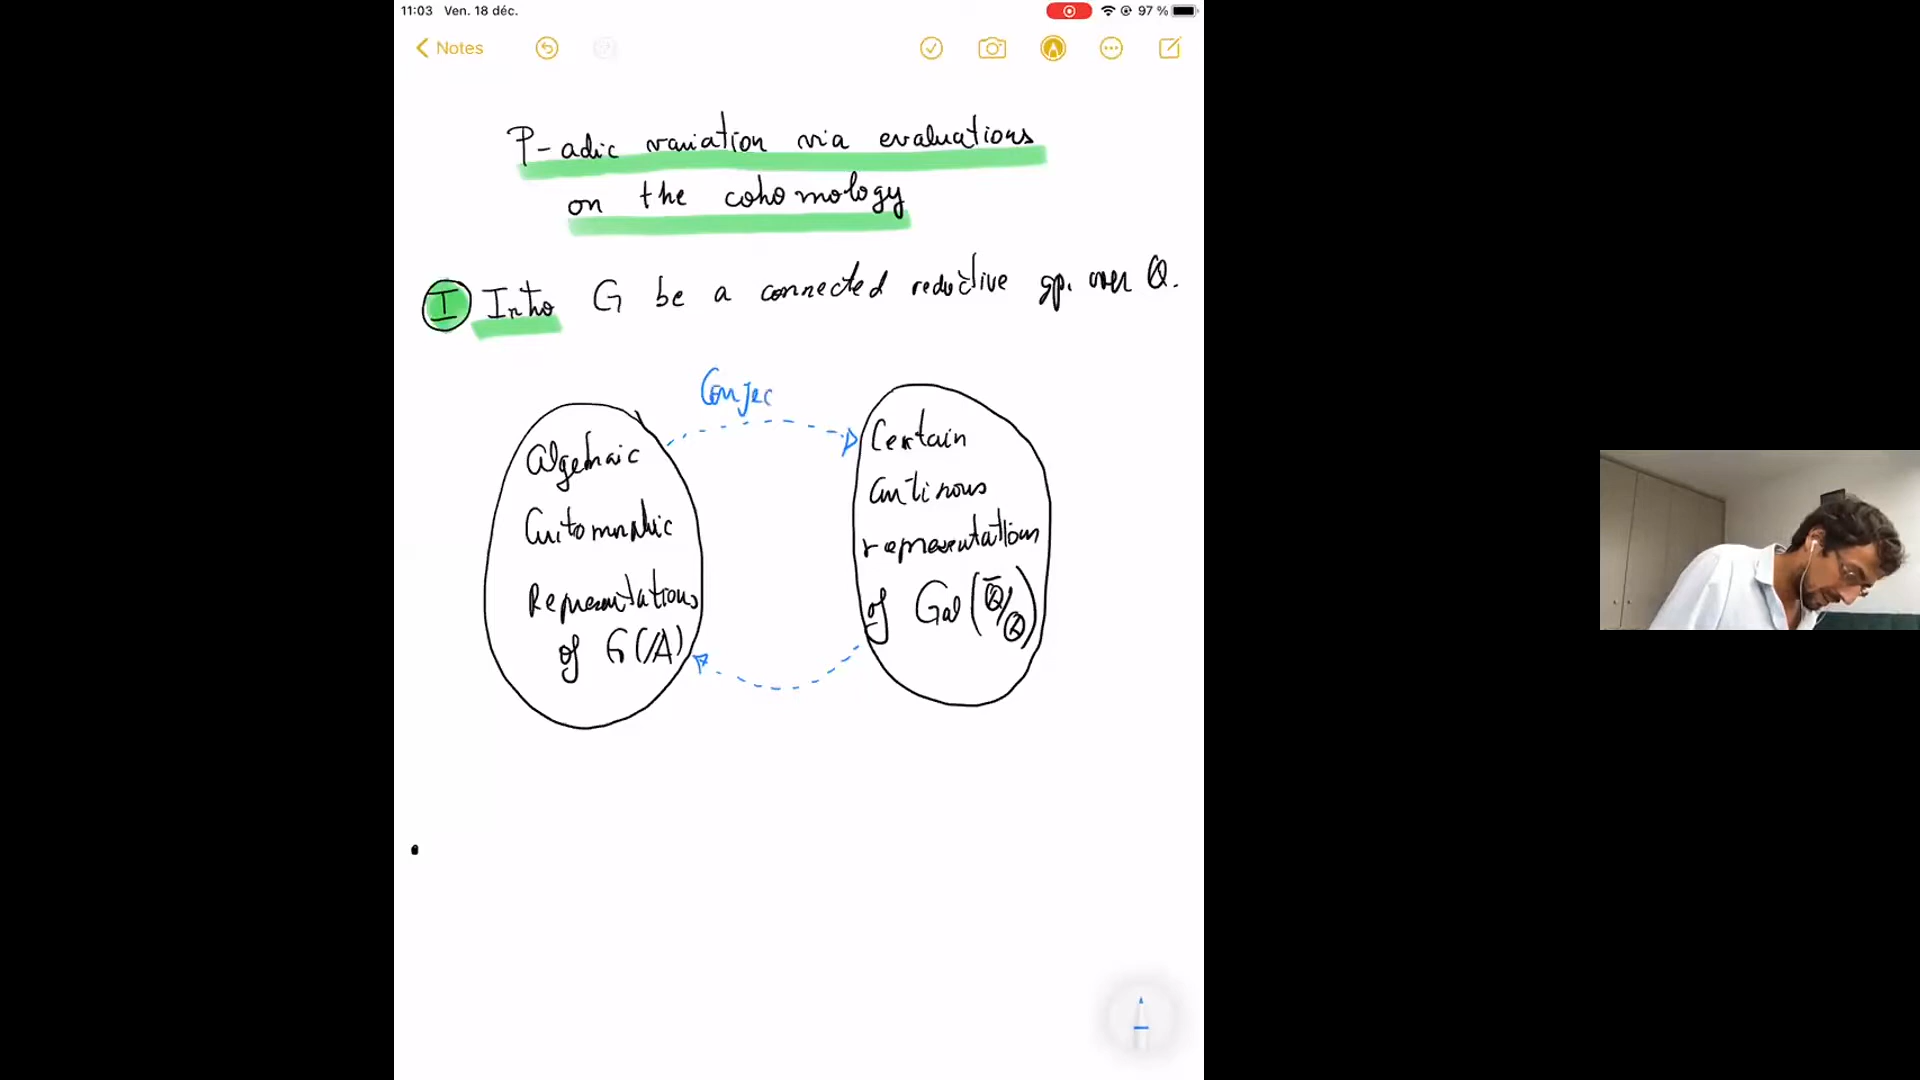 11:03 Ven. 18 déc. 97 %
Notes
P-adic variation via evaluations
on the cohomology
I Intro G be a connected reductive gp. over Q.
Conjec
Algebraic
Automorphic
Representations
of G(A)
Certain
continous
representations
of Gal(Q̄/Q)